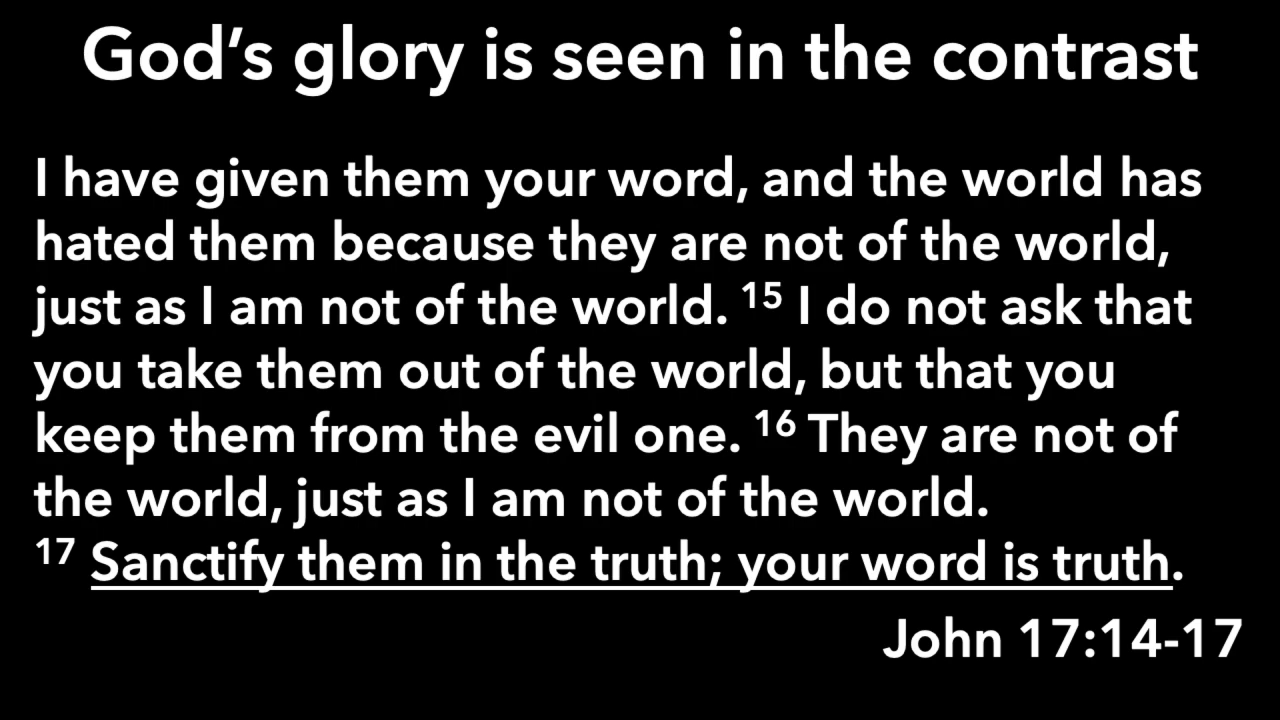 God’s glory is seen in the contrast
I have given them your word, and the world has
hated them because they are not of the world,
just as I am not of the world. 15 I do not ask that
you take them out of the world, but that you
keep them from the evil one. 16 They are not of
the world, just as I am not of the world.
17 Sanctify them in the truth; your word is truth.
John 17:14-17